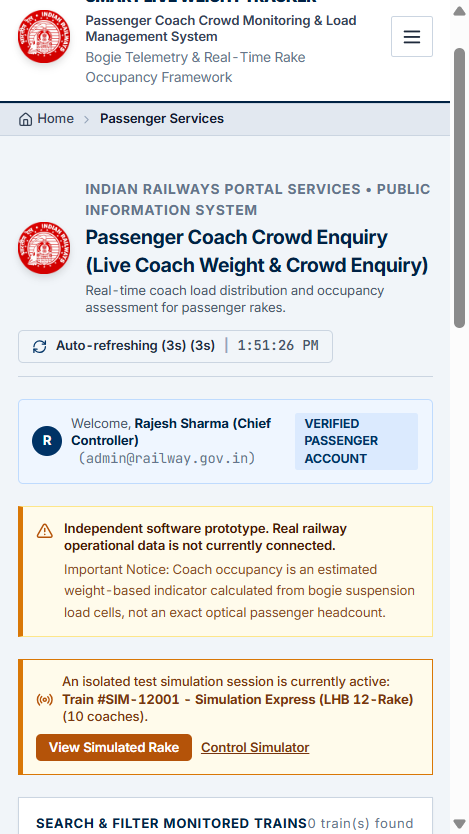 SMART LIVE WEIGHT TRACKER
Passenger Coach Crowd Monitoring & Load
Management System
Bogie Telemetry & Real-Time Rake
Occupancy Framework
Home > Passenger Services
INDIAN RAILWAYS PORTAL SERVICES • PUBLIC
INFORMATION SYSTEM
Passenger Coach Crowd Enquiry
(Live Coach Weight & Crowd Enquiry)
Real-time coach load distribution and occupancy
assessment for passenger rakes.
Auto-refreshing (3s) (3s) | 1:51:26 PM
R
Welcome, Rajesh Sharma (Chief
Controller)
(admin@railway.gov.in)
VERIFIED
PASSENGER
ACCOUNT
Independent software prototype. Real railway
operational data is not currently connected.
Important Notice: Coach occupancy is an estimated
weight-based indicator calculated from bogie suspension
load cells, not an exact optical passenger headcount.
An isolated test simulation session is currently active:
Train #SIM-12001 - Simulation Express (LHB 12-Rake)
(10 coaches).
View Simulated Rake Control Simulator
SEARCH & FILTER MONITORED TRAINS 0 train(s) found